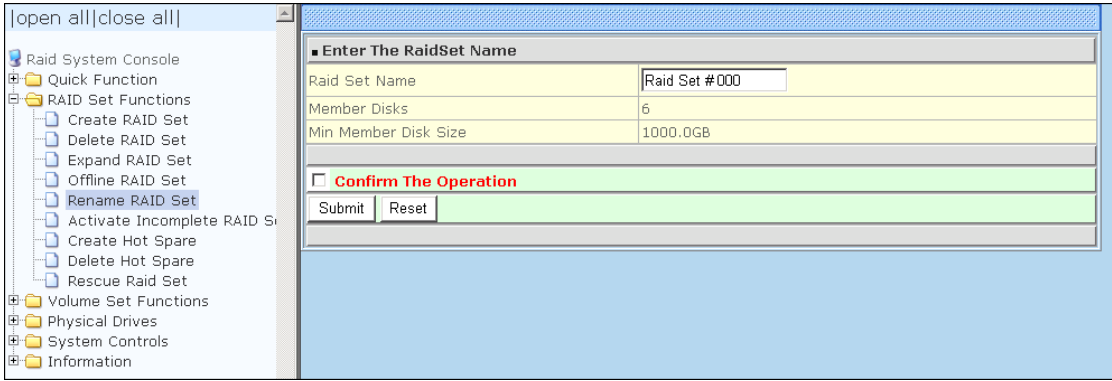 |open all|close all|
Raid System Console
Quick Function
RAID Set Functions
Create RAID Set
Delete RAID Set
Expand RAID Set
Offline RAID Set
Rename RAID Set
Activate Incomplete RAID
Create Hot Spare
Delete Hot Spare
Rescue Raid Set
Volume Set Functions
Physical Drives
System Controls
Information
Enter The RaidSet Name
Raid Set Name Raid Set #000
Member Disks 6
Min Member Disk Size 1000.0GB
Confirm The Operation
Submit Reset